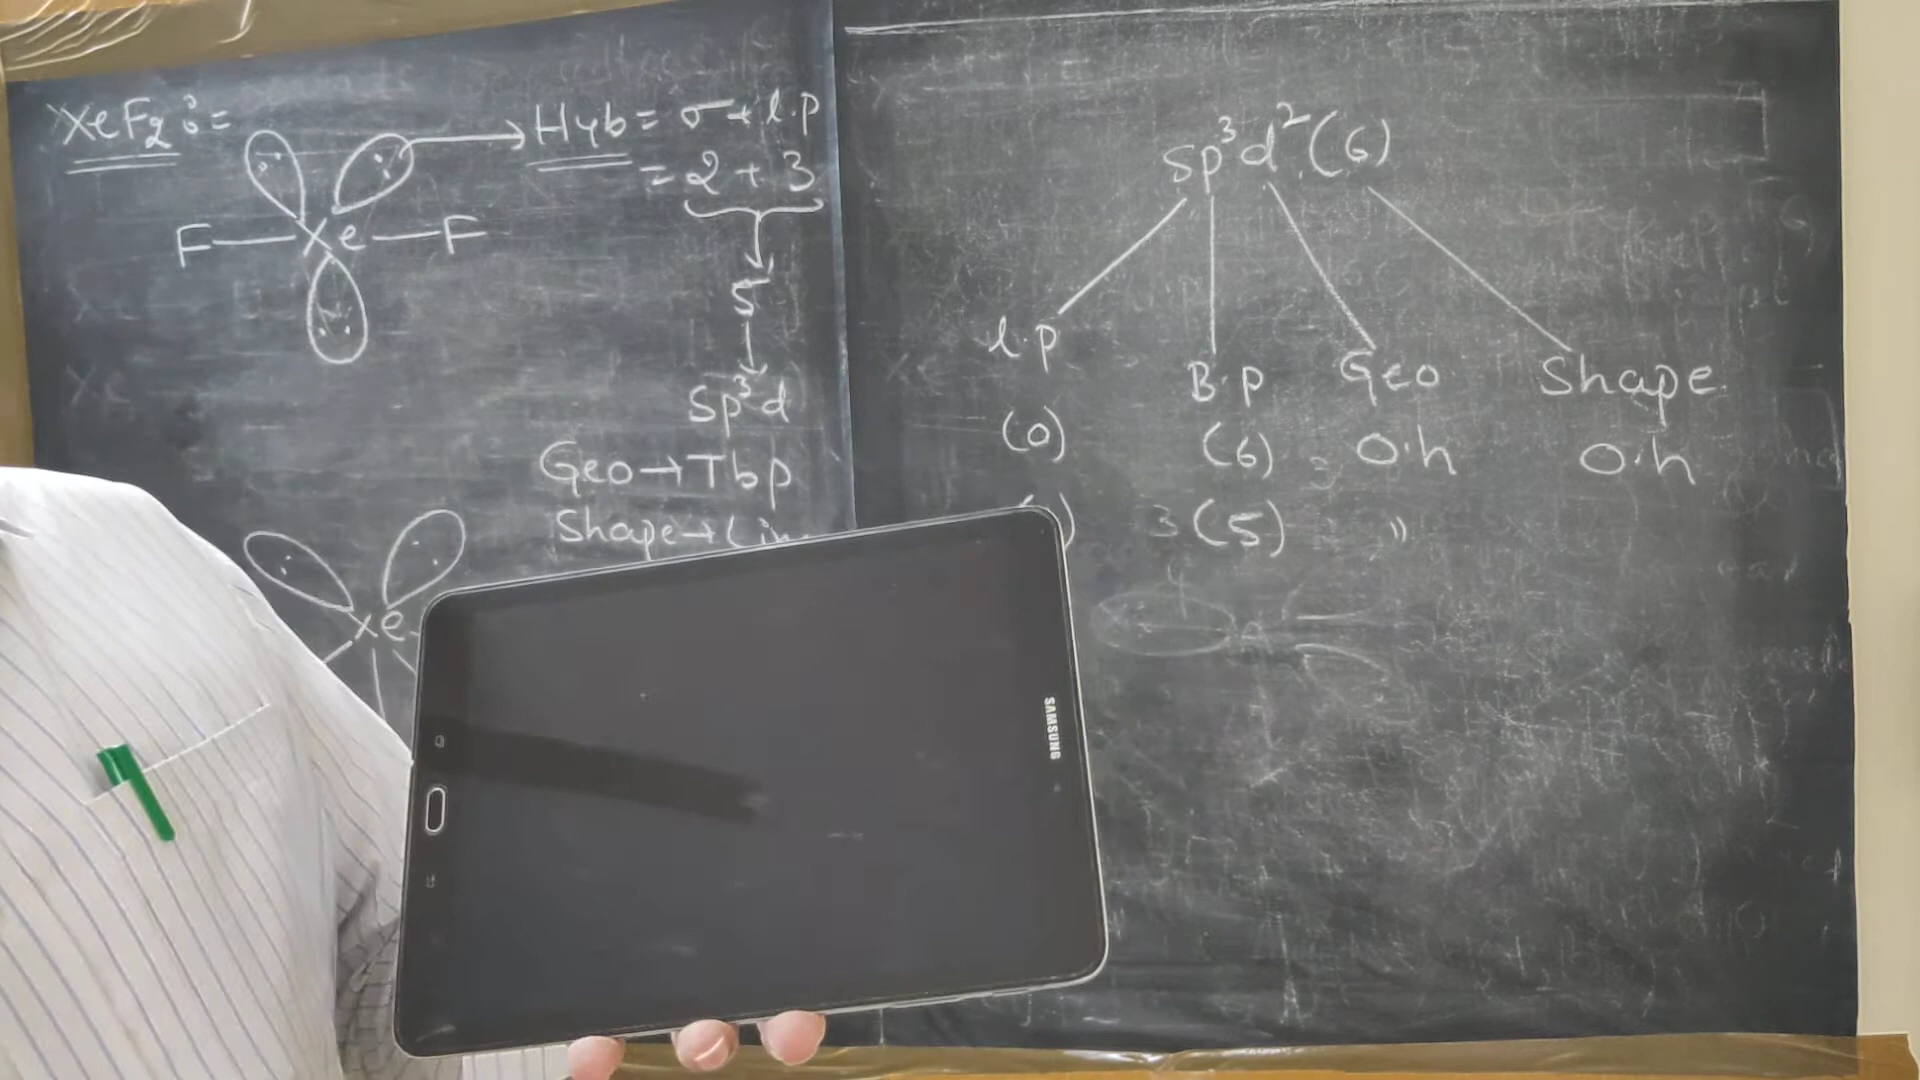 XeF2 :=
Hyb = σ + l.p
= 2 + 3
F—Xe—F
5
Sp³d
Geo → Tbp
Shape →
Xe
Sp³d² (6)
l.p
B.p Geo Shape
(0) (6) O.h O.h
3 (5) "
SAMSUNG